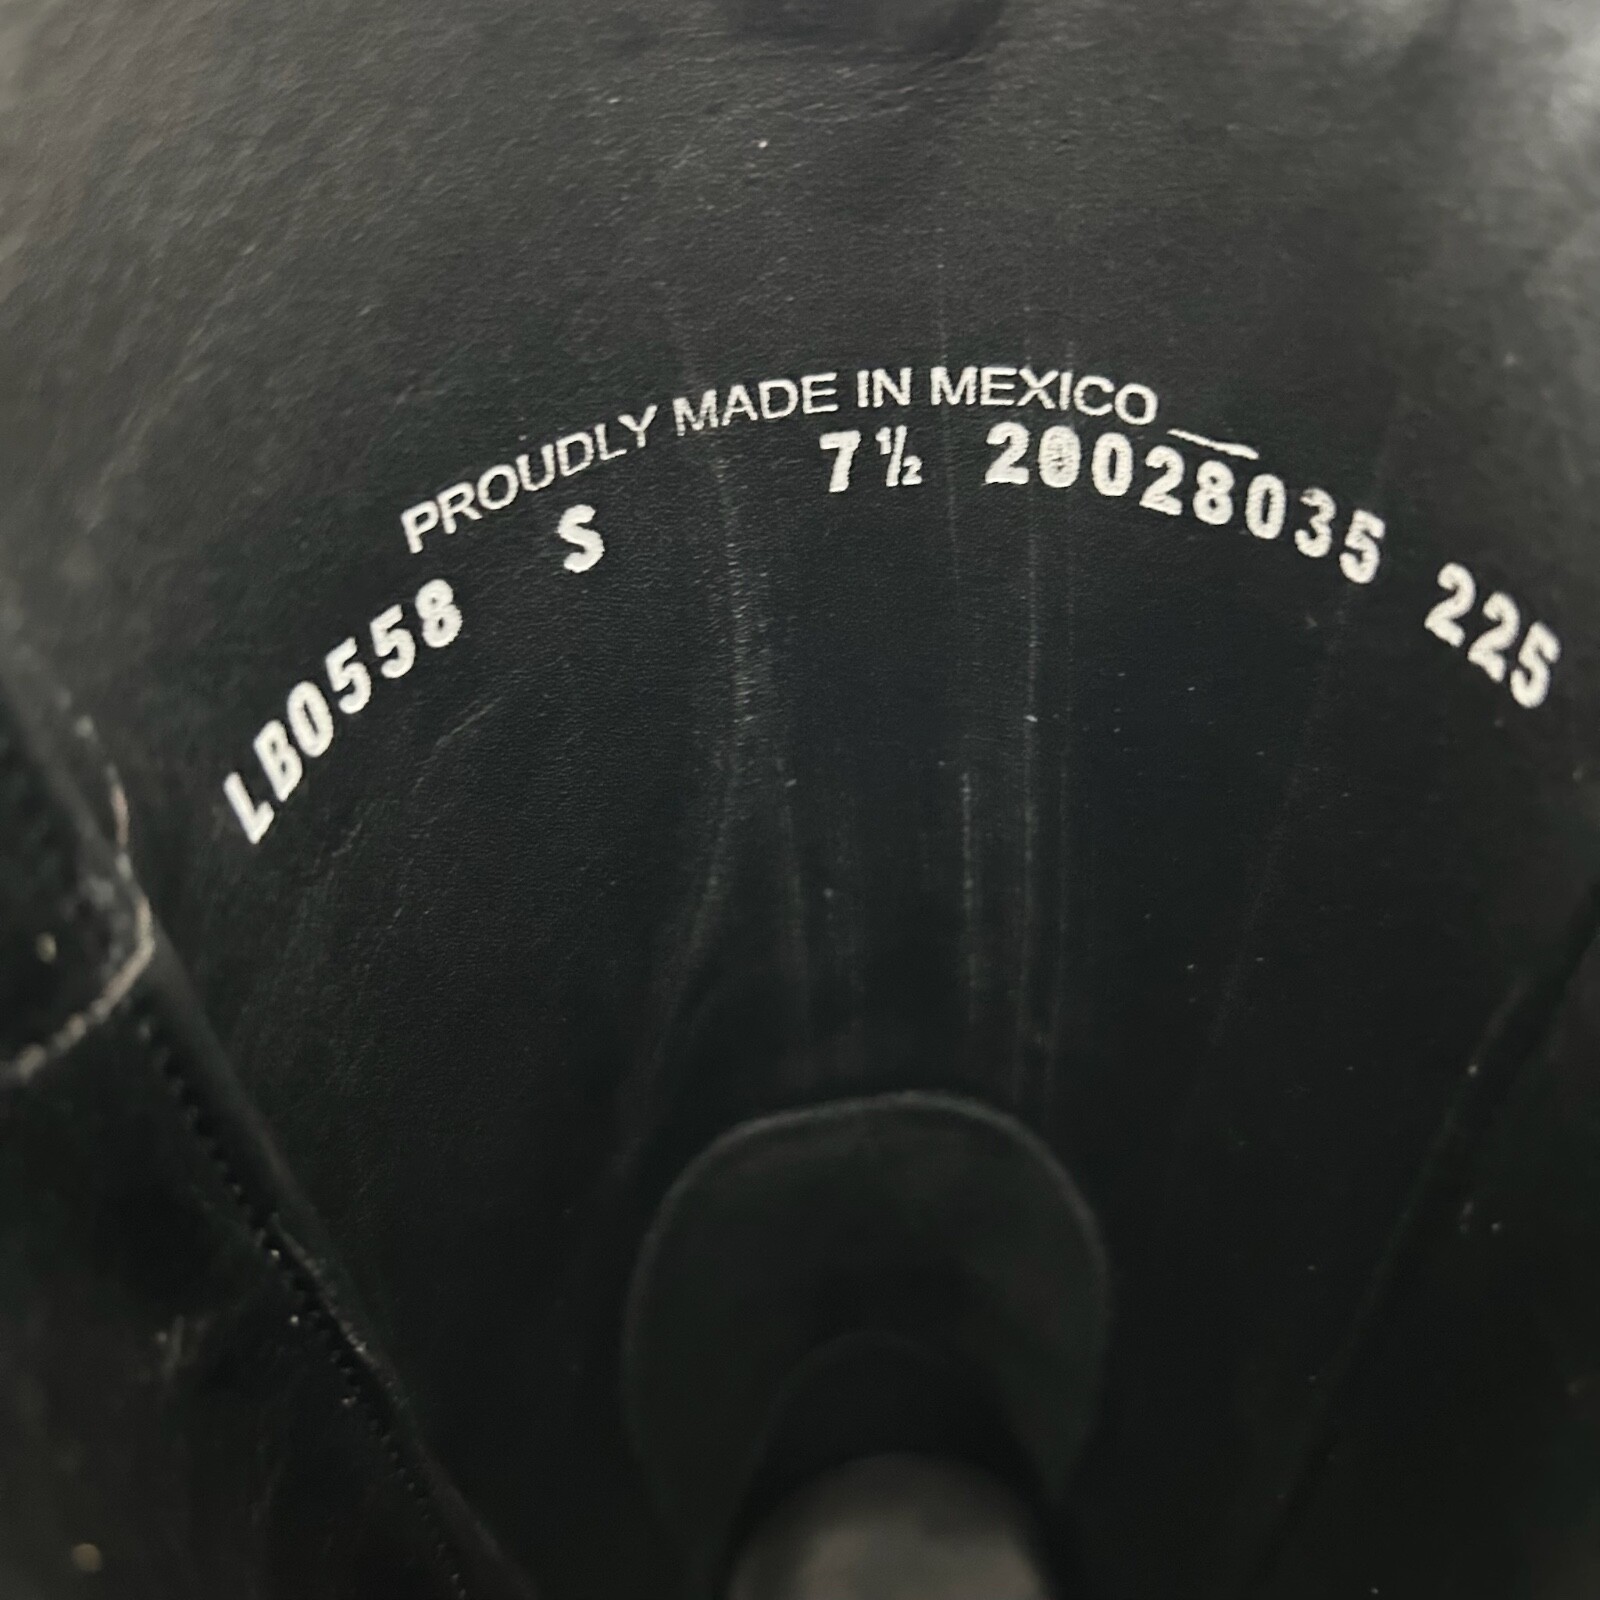 PROUDLY MADE IN MEXICO
LB0558 S 7½ 20028035 225